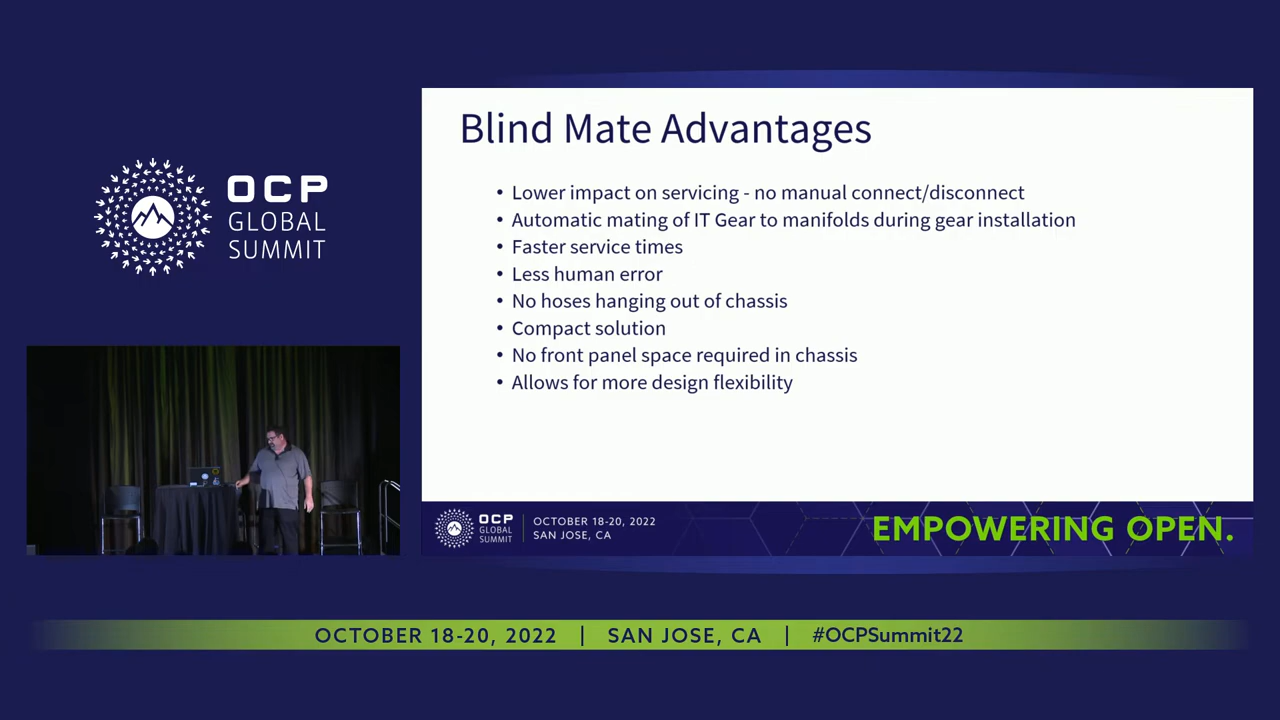 OCP
GLOBAL
SUMMIT
Blind Mate Advantages
• Lower impact on servicing - no manual connect/disconnect
• Automatic mating of IT Gear to manifolds during gear installation
• Faster service times
• Less human error
• No hoses hanging out of chassis
• Compact solution
• No front panel space required in chassis
• Allows for more design flexibility
OCP
GLOBAL
SUMMIT
OCTOBER 18-20, 2022
SAN JOSE, CA
EMPOWERING OPEN.
OCTOBER 18-20, 2022 | SAN JOSE, CA | #OCPSummit22